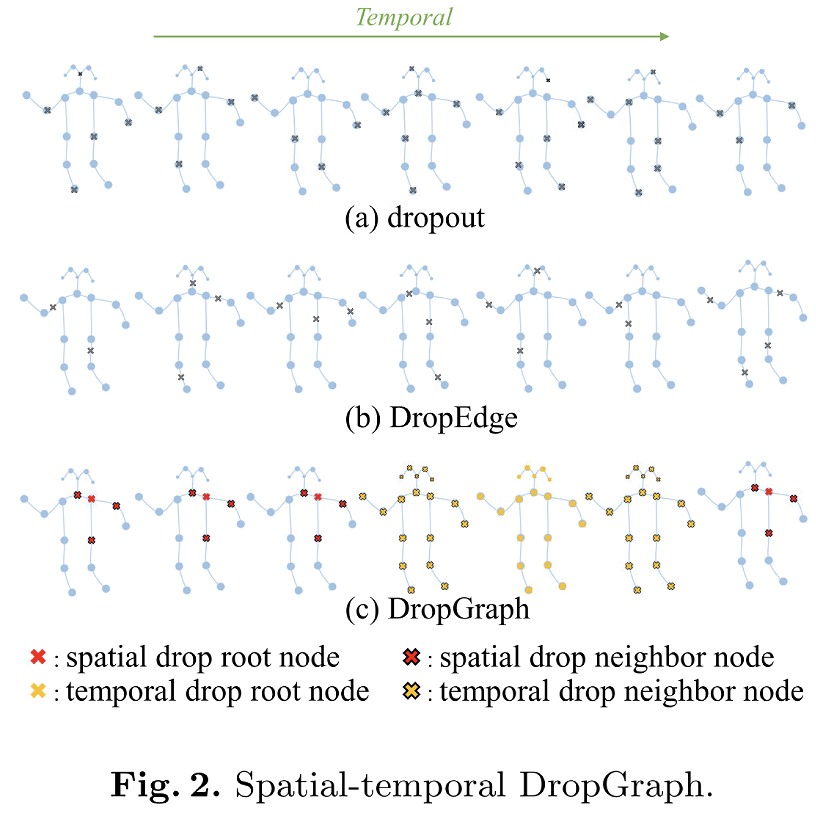 Temporal
(a) dropout
(b) DropEdge
(c) DropGraph
: spatial drop root node : spatial drop neighbor node
: temporal drop root node : temporal drop neighbor node
Fig. 2. Spatial-temporal DropGraph.